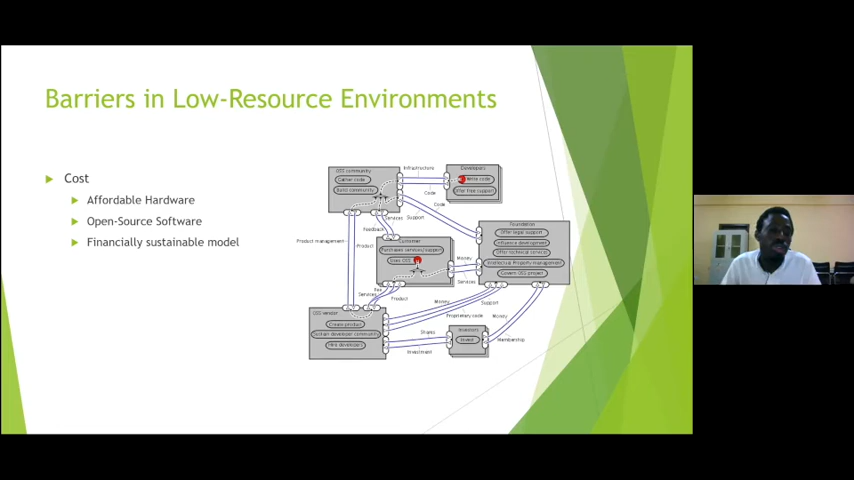 Barriers in Low-Resource Environments
Cost
Affordable Hardware
Open-Source Software
Financially sustainable model
OSS community
Gather code
Build community
Infrastructure
Code
Developers
Write code
Offer free support
Code
Services
Support
Feedback
Product management
Product
Customer
Purchases services/support
Uses OSS
Money
Services
Foundation
Offer legal support
Influence development
Offer technical services
Intellectual Property management
Govern OSS project
Fee
Services
Product
OSS vendor
Create product
Sustain developer community
Hire developers
Money
Support
Proprietary code
Money
Shares
Investment
Investors
Invest
Membership